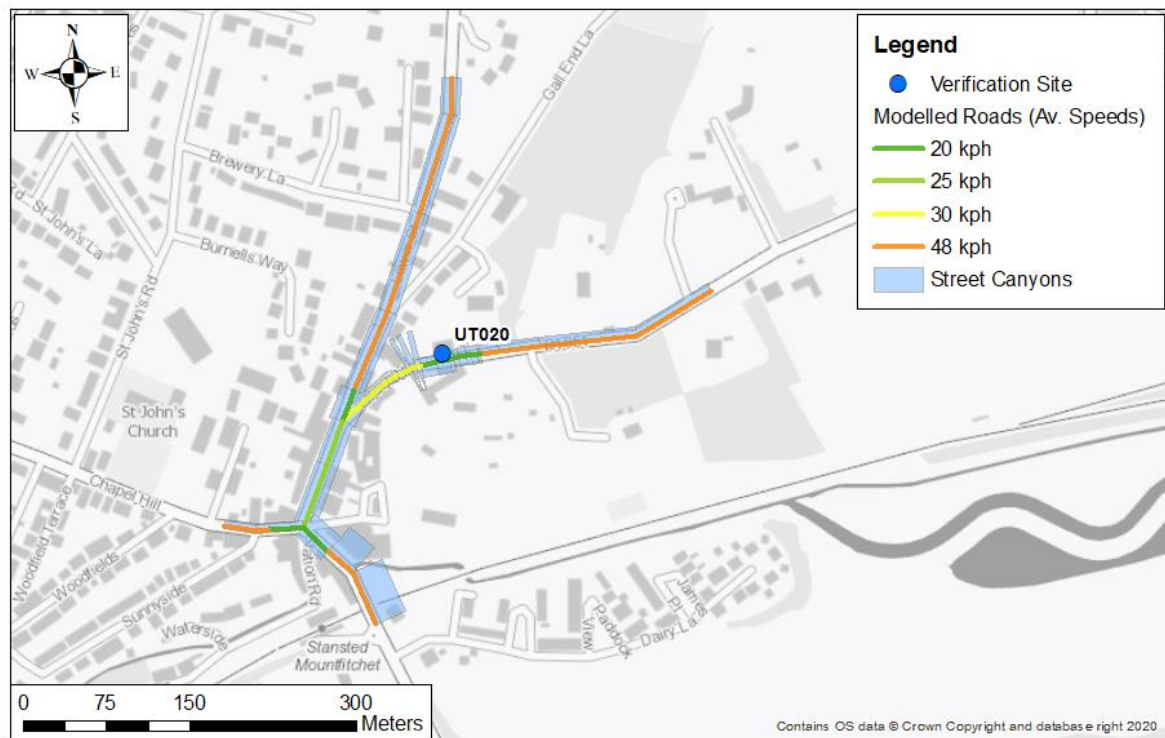 N
W E
S
Gall End La
Brewery La
Rd St John's La
Burnells Way
St John's Rd
UT020
St John's
Church
Chapel Hill
Woodfield Terrace
Woodfields
Sunnyside
Waterside
Stansted
Mountfitchet
James
Pl
Paddock
View
Dairy La
Legend
Verification Site
Modelled Roads (Av. Speeds)
20 kph
25 kph
30 kph
48 kph
Street Canyons
0 75 150 300
Meters
Contains OS data © Crown Copyright and database right 2020